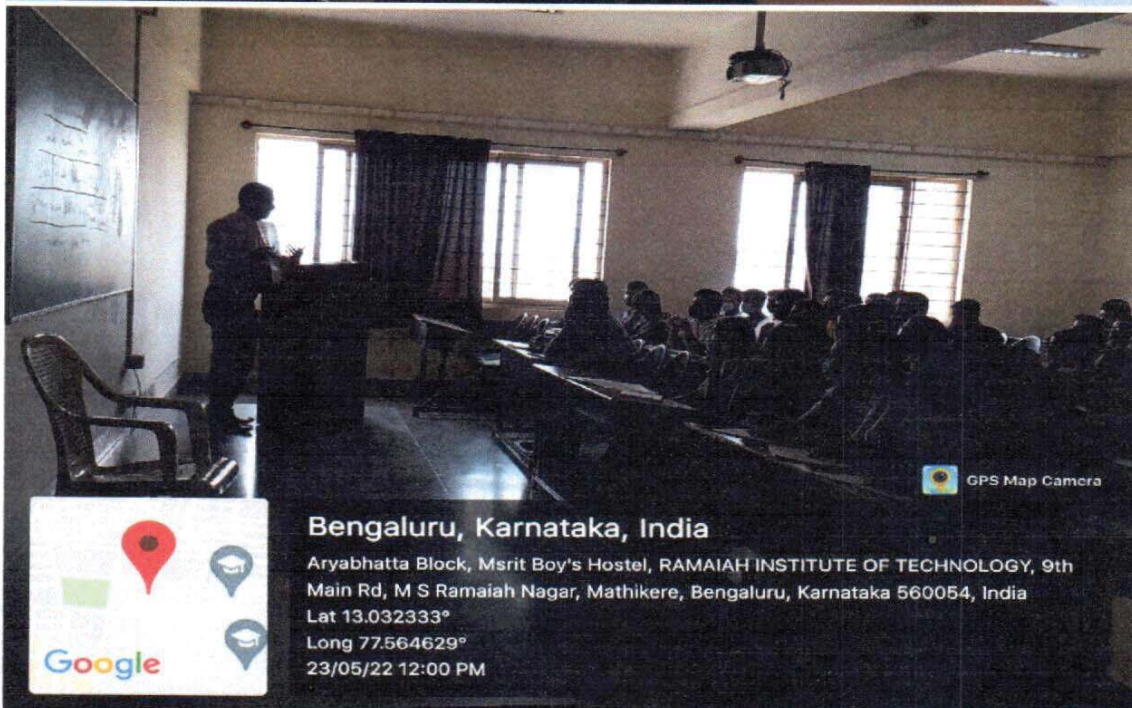 GPS Map Camera
Bengaluru, Karnataka, India
Aryabhatta Block, Msrit Boy's Hostel, RAMAIAH INSTITUTE OF TECHNOLOGY, 9th
Main Rd, M S Ramaiah Nagar, Mathikere, Bengaluru, Karnataka 560054, India
Lat 13.032333°
Long 77.564629°
23/05/22 12:00 PM
Google